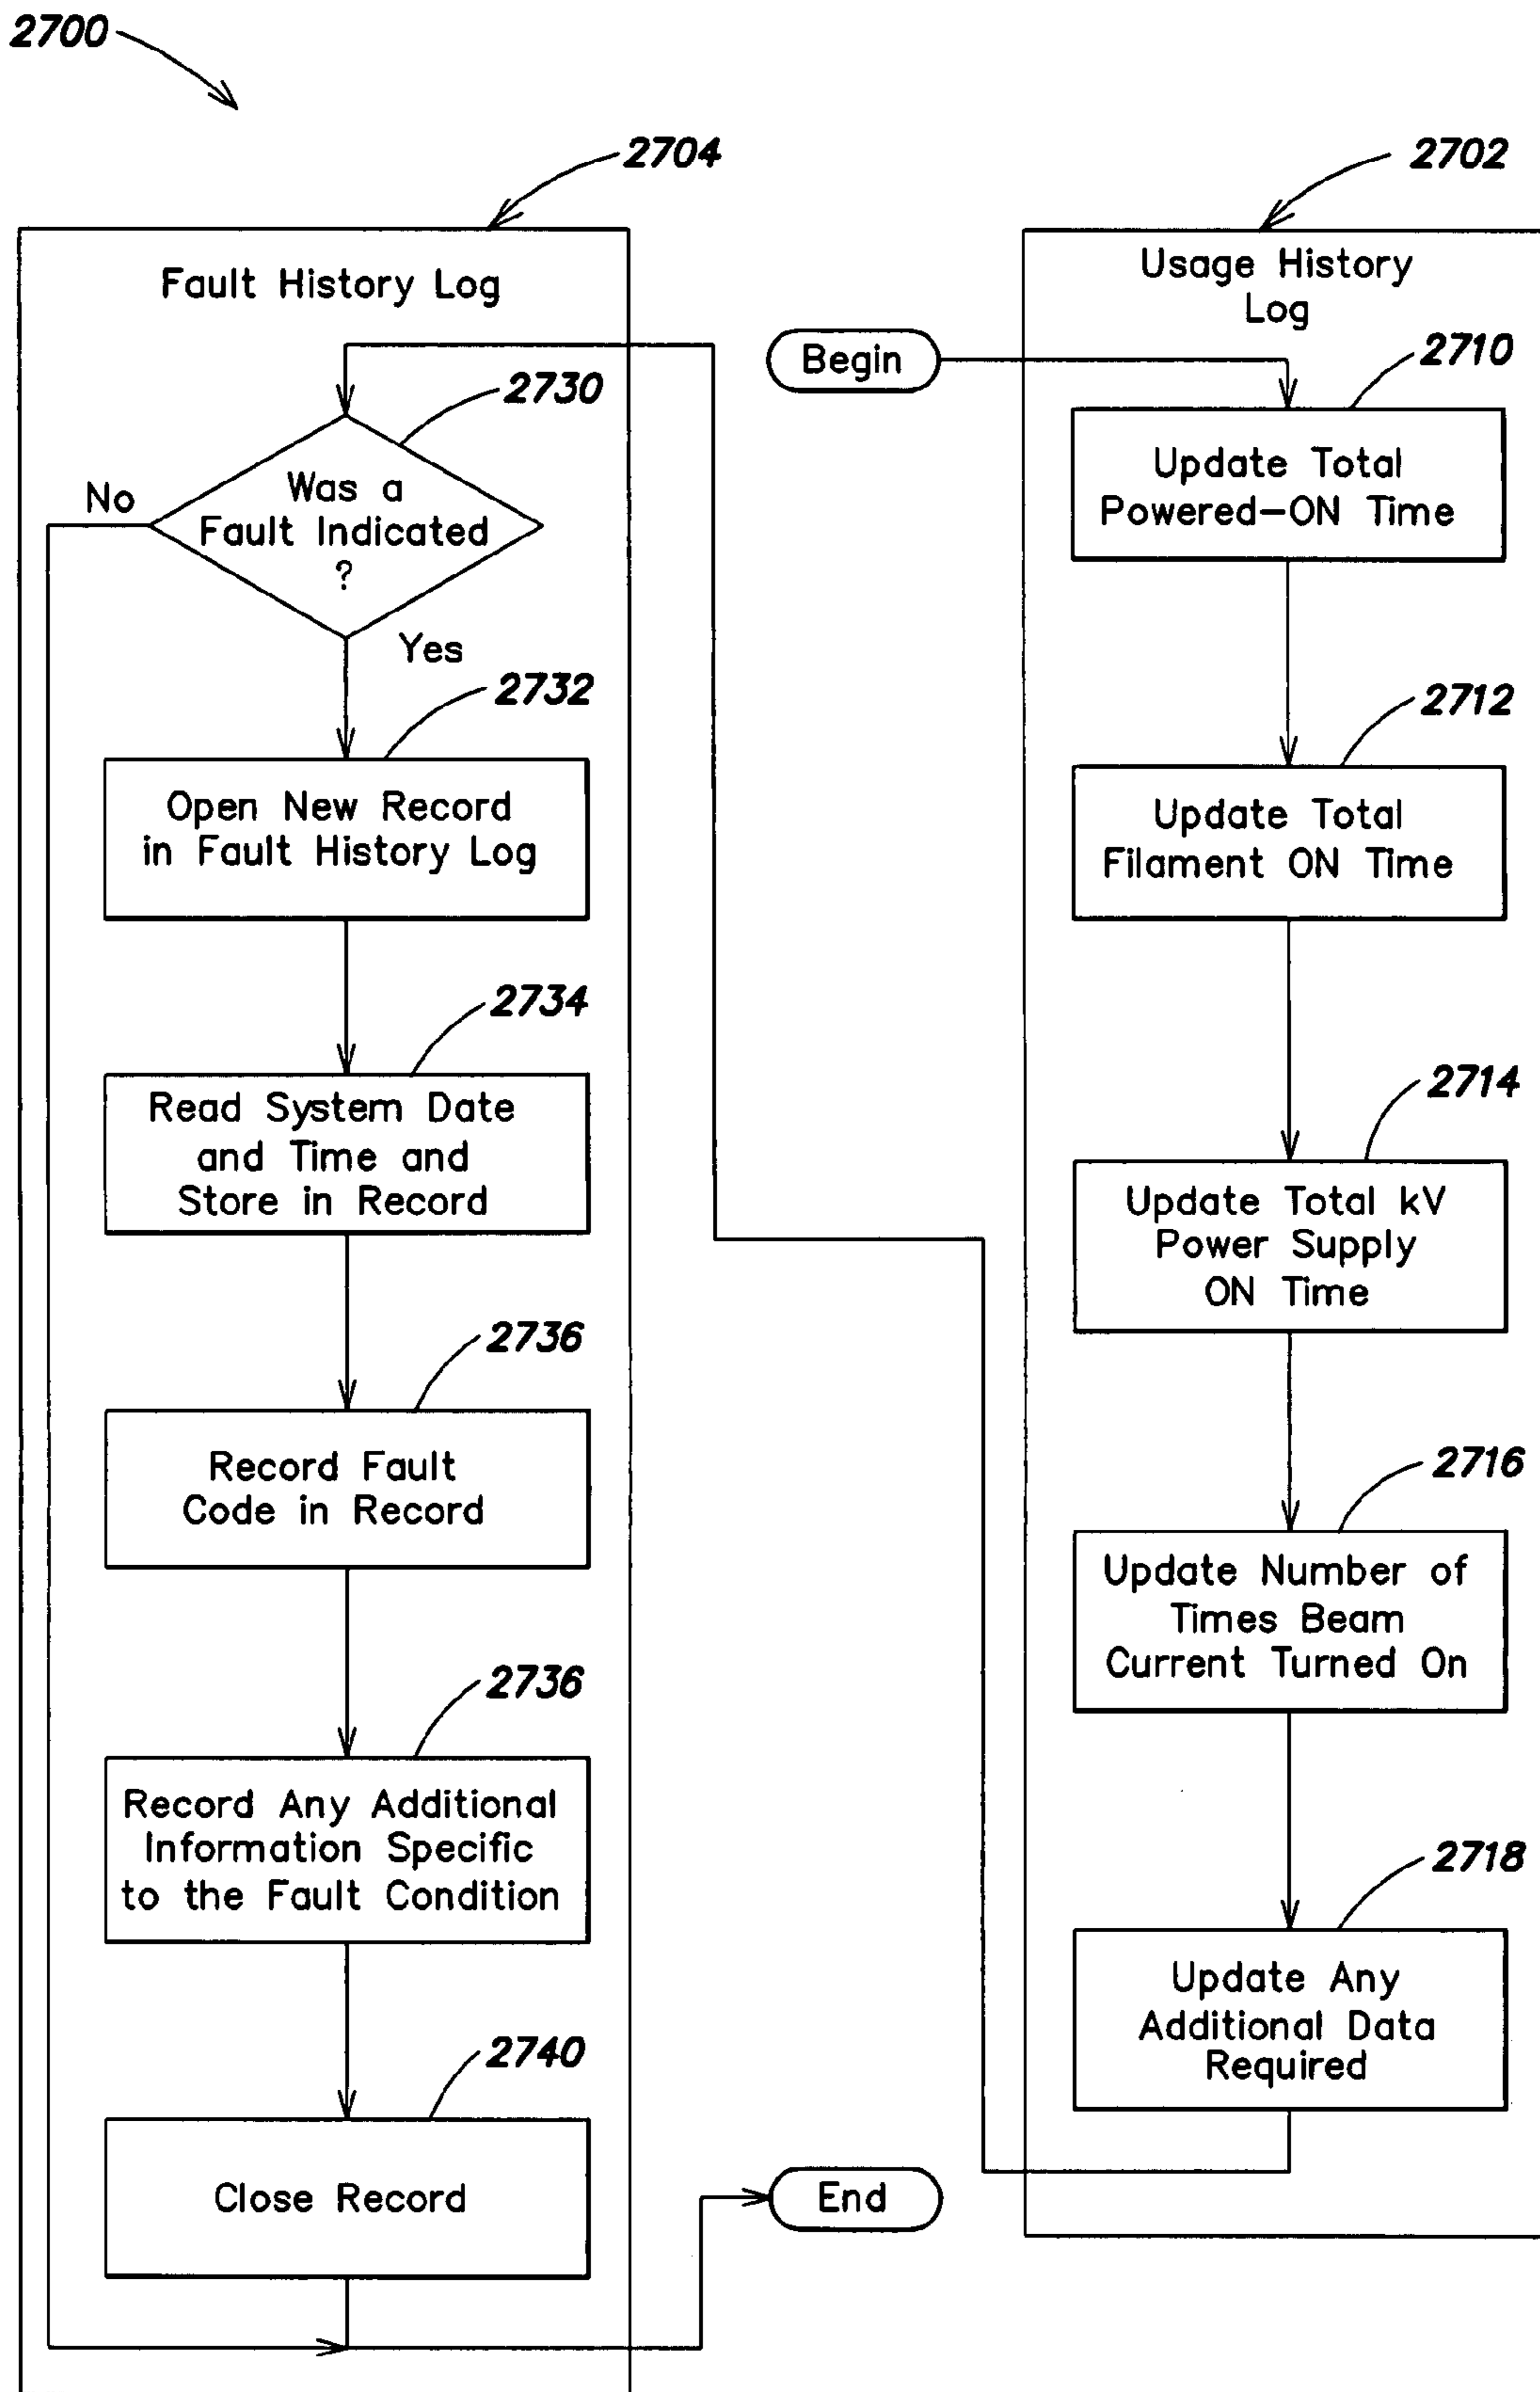 2700
2704
Fault History Log
2730
Was a
Fault Indicated
?
No
Yes
2732
Open New Record
in Fault History Log
2734
Read System Date
and Time and
Store in Record
2736
Record Fault
Code in Record
2736
Record Any Additional
Information Specific
to the Fault Condition
2740
Close Record
Begin
End
2702
Usage History
Log
2710
Update Total
Powered-ON Time
2712
Update Total
Filament ON Time
2714
Update Total kV
Power Supply
ON Time
2716
Update Number of
Times Beam
Current Turned On
2718
Update Any
Additional Data
Required